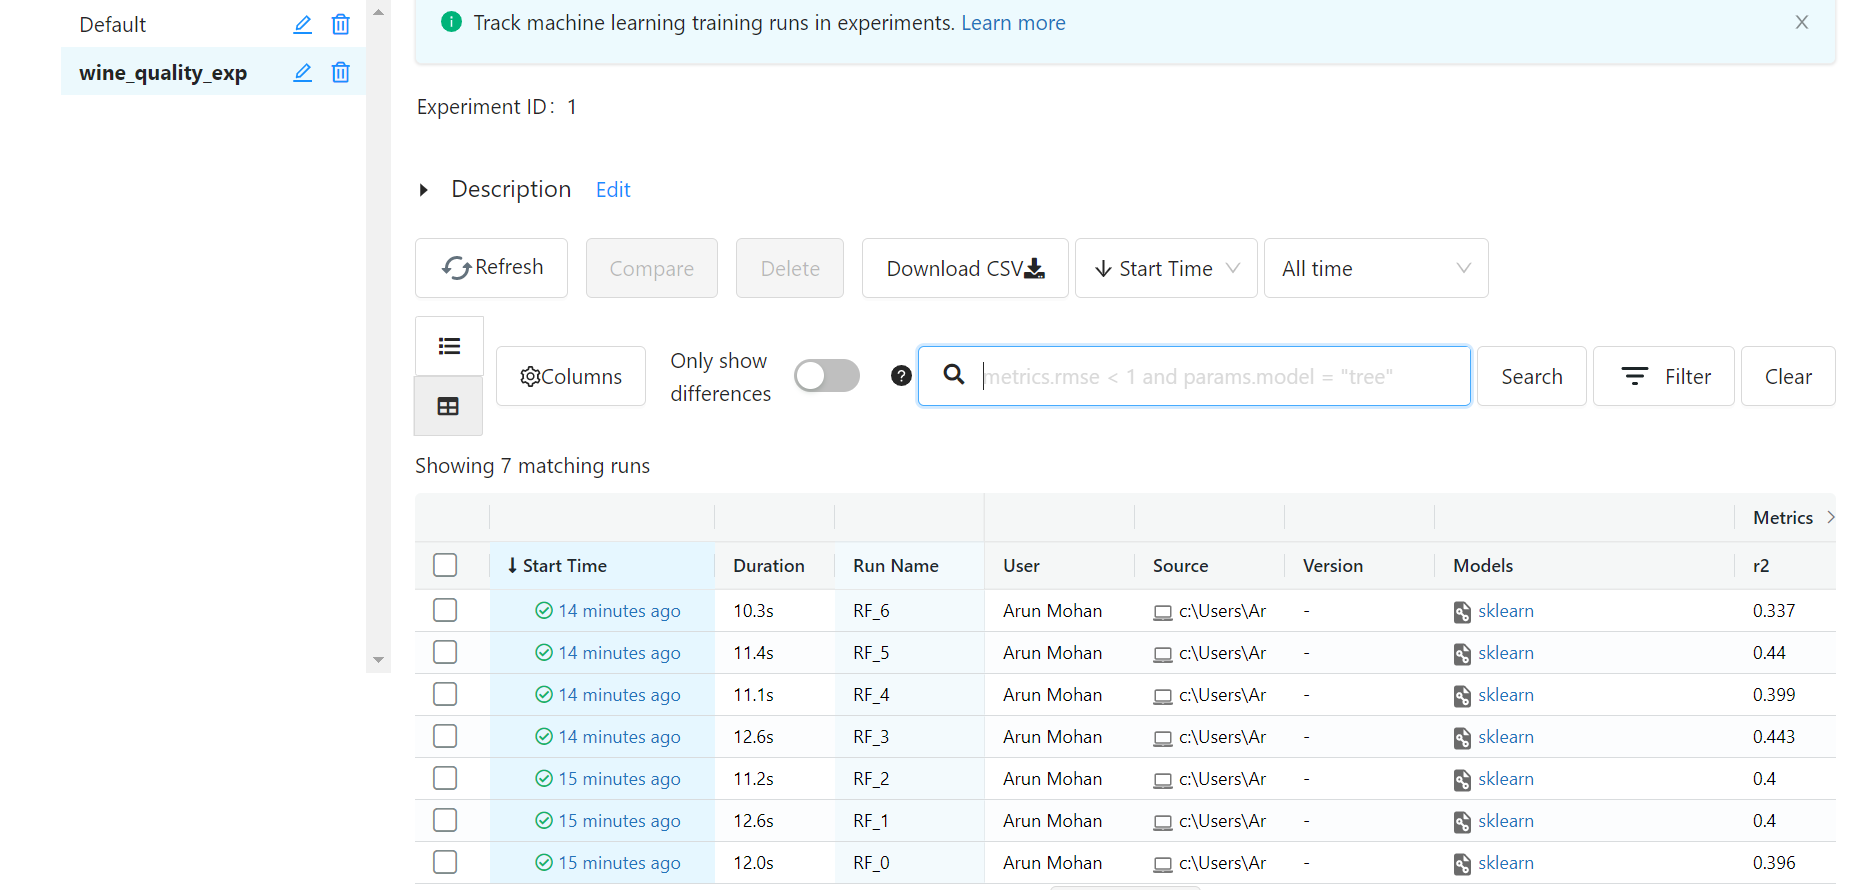 Default
wine_quality_exp
Track machine learning training runs in experiments. Learn more
Experiment ID: 1
Description Edit
Refresh Compare Delete Download CSV Start Time All time
Columns Only show differences metrics.rmse < 1 and params.model = "tree" Search Filter Clear
Showing 7 matching runs
Metrics
Start Time Duration Run Name User Source Version Models r2
14 minutes ago 10.3s RF_6 Arun Mohan c:\Users\Ar - sklearn 0.337
14 minutes ago 11.4s RF_5 Arun Mohan c:\Users\Ar - sklearn 0.44
14 minutes ago 11.1s RF_4 Arun Mohan c:\Users\Ar - sklearn 0.399
14 minutes ago 12.6s RF_3 Arun Mohan c:\Users\Ar - sklearn 0.443
15 minutes ago 11.2s RF_2 Arun Mohan c:\Users\Ar - sklearn 0.4
15 minutes ago 12.6s RF_1 Arun Mohan c:\Users\Ar - sklearn 0.4
15 minutes ago 12.0s RF_0 Arun Mohan c:\Users\Ar - sklearn 0.396